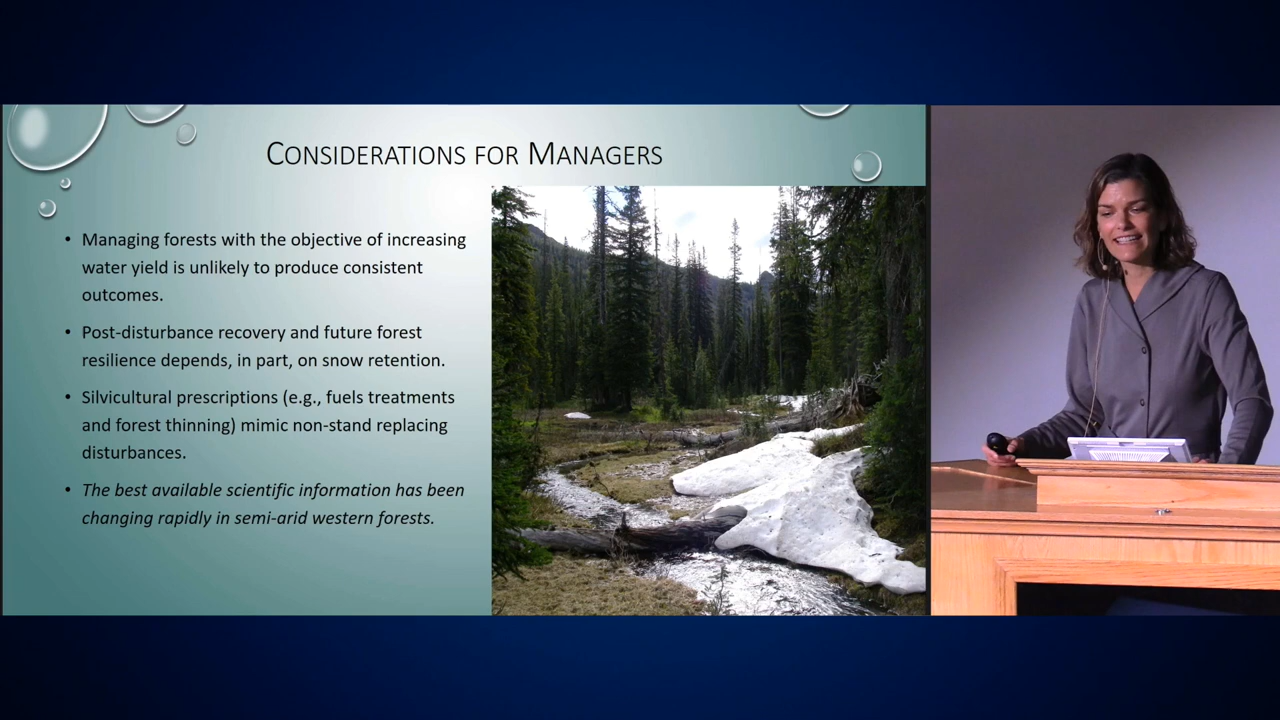 CONSIDERATIONS FOR MANAGERS
• Managing forests with the objective of increasing
water yield is unlikely to produce consistent
outcomes.
• Post-disturbance recovery and future forest
resilience depends, in part, on snow retention.
• Silvicultural prescriptions (e.g., fuels treatments
and forest thinning) mimic non-stand replacing
disturbances.
• The best available scientific information has been
changing rapidly in semi-arid western forests.